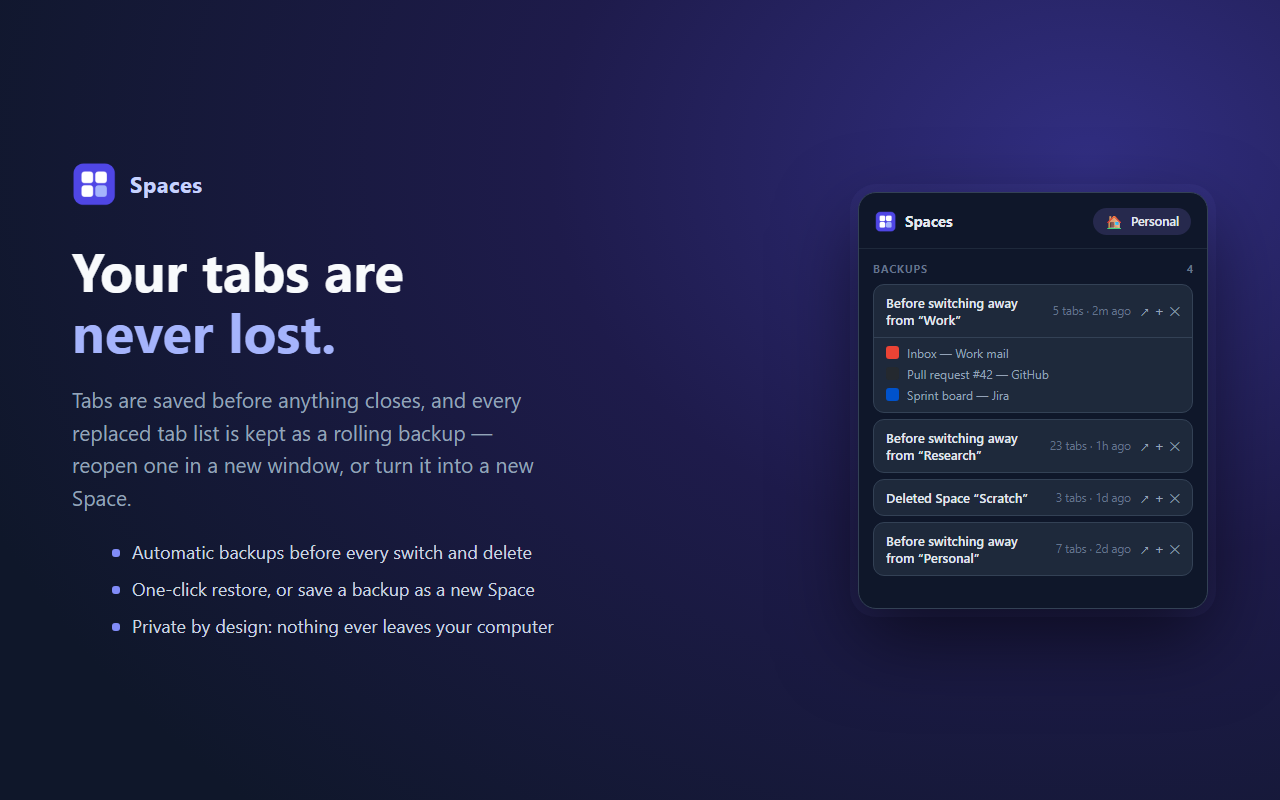 Spaces
Your tabs are
never lost.
Tabs are saved before anything closes, and every
replaced tab list is kept as a rolling backup —
reopen one in a new window, or turn it into a new
Space.
Automatic backups before every switch and delete
One-click restore, or save a backup as a new Space
Private by design: nothing ever leaves your computer
Spaces
Personal
BACKUPS
4
Before switching away
from “Work”
5 tabs · 2m ago ↗ + ✕
Inbox — Work mail
Pull request #42 — GitHub
Sprint board — Jira
Before switching away
from “Research”
23 tabs · 1h ago ↗ + ✕
Deleted Space “Scratch”
3 tabs · 1d ago ↗ + ✕
Before switching away
from “Personal”
7 tabs · 2d ago ↗ + ✕